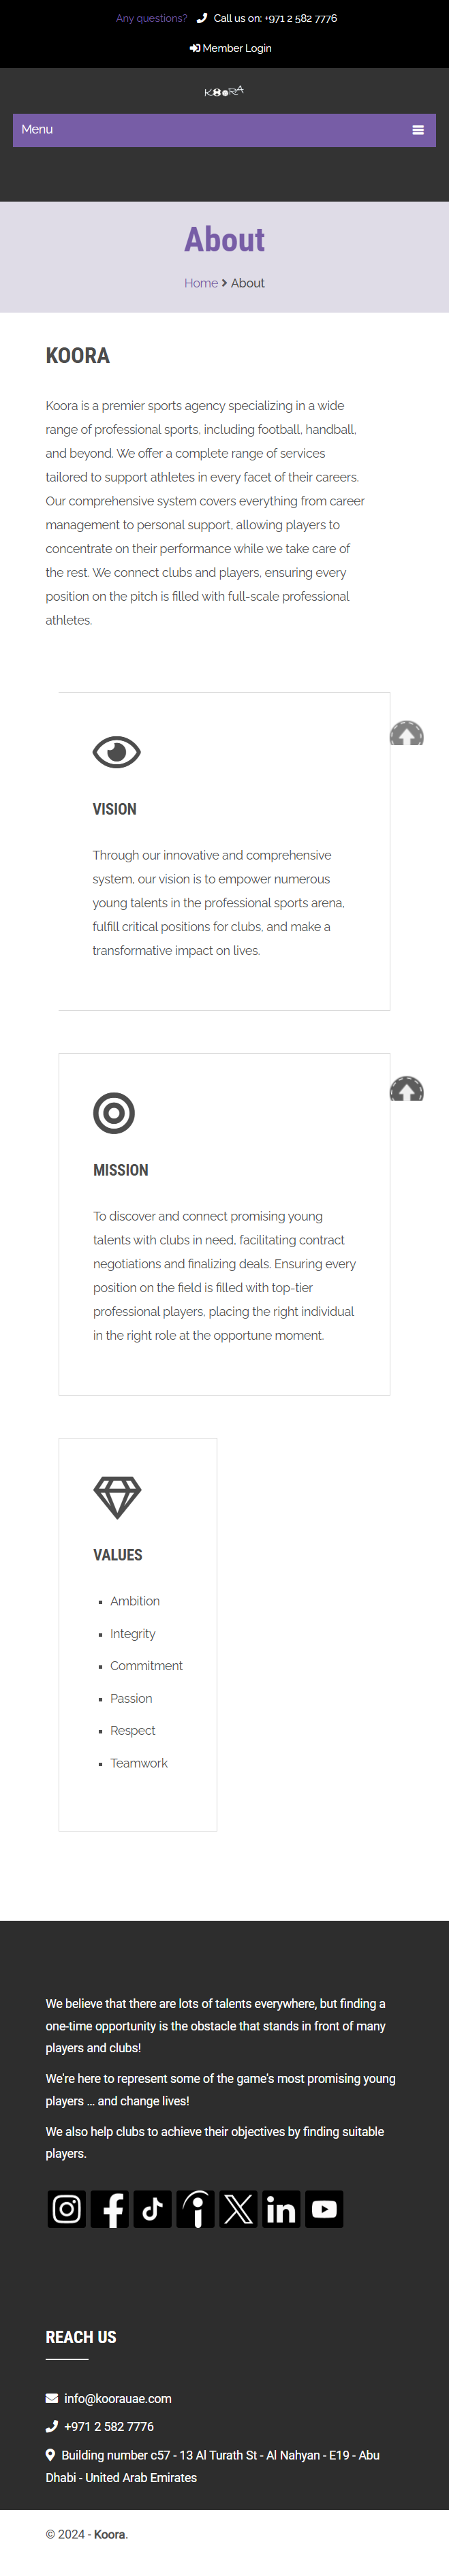 Any questions? Call us on: +971 2 582 7776
Member Login
KOORA
Menu
About
Home > About
KOORA
Koora is a premier sports agency specializing in a wide
range of professional sports, including football, handball,
and beyond. We offer a complete range of services
tailored to support athletes in every facet of their careers.
Our comprehensive system covers everything from career
management to personal support, allowing players to
concentrate on their performance while we take care of
the rest. We connect clubs and players, ensuring every
position on the pitch is filled with full-scale professional
athletes.
VISION
Through our innovative and comprehensive
system, our vision is to empower numerous
young talents in the professional sports arena,
fulfill critical positions for clubs, and make a
transformative impact on lives.
MISSION
To discover and connect promising young
talents with clubs in need, facilitating contract
negotiations and finalizing deals. Ensuring every
position on the field is filled with top-tier
professional players, placing the right individual
in the right role at the opportune moment.
VALUES
Ambition
Integrity
Commitment
Passion
Respect
Teamwork
We believe that there are lots of talents everywhere, but finding a
one-time opportunity is the obstacle that stands in front of many
players and clubs!
We're here to represent some of the game's most promising young
players ... and change lives!
We also help clubs to achieve their objectives by finding suitable
players.
REACH US
info@koorauae.com
+971 2 582 7776
Building number c57 - 13 Al Turath St - Al Nahyan - E19 - Abu
Dhabi - United Arab Emirates
© 2024 - Koora.